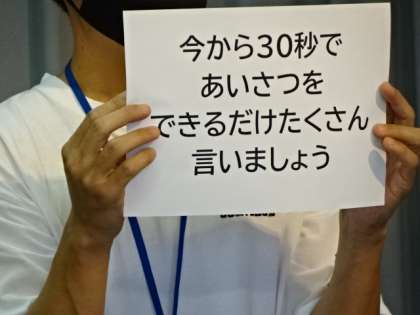 今から30秒で
あいさつを
できるだけたくさん
言いましょう